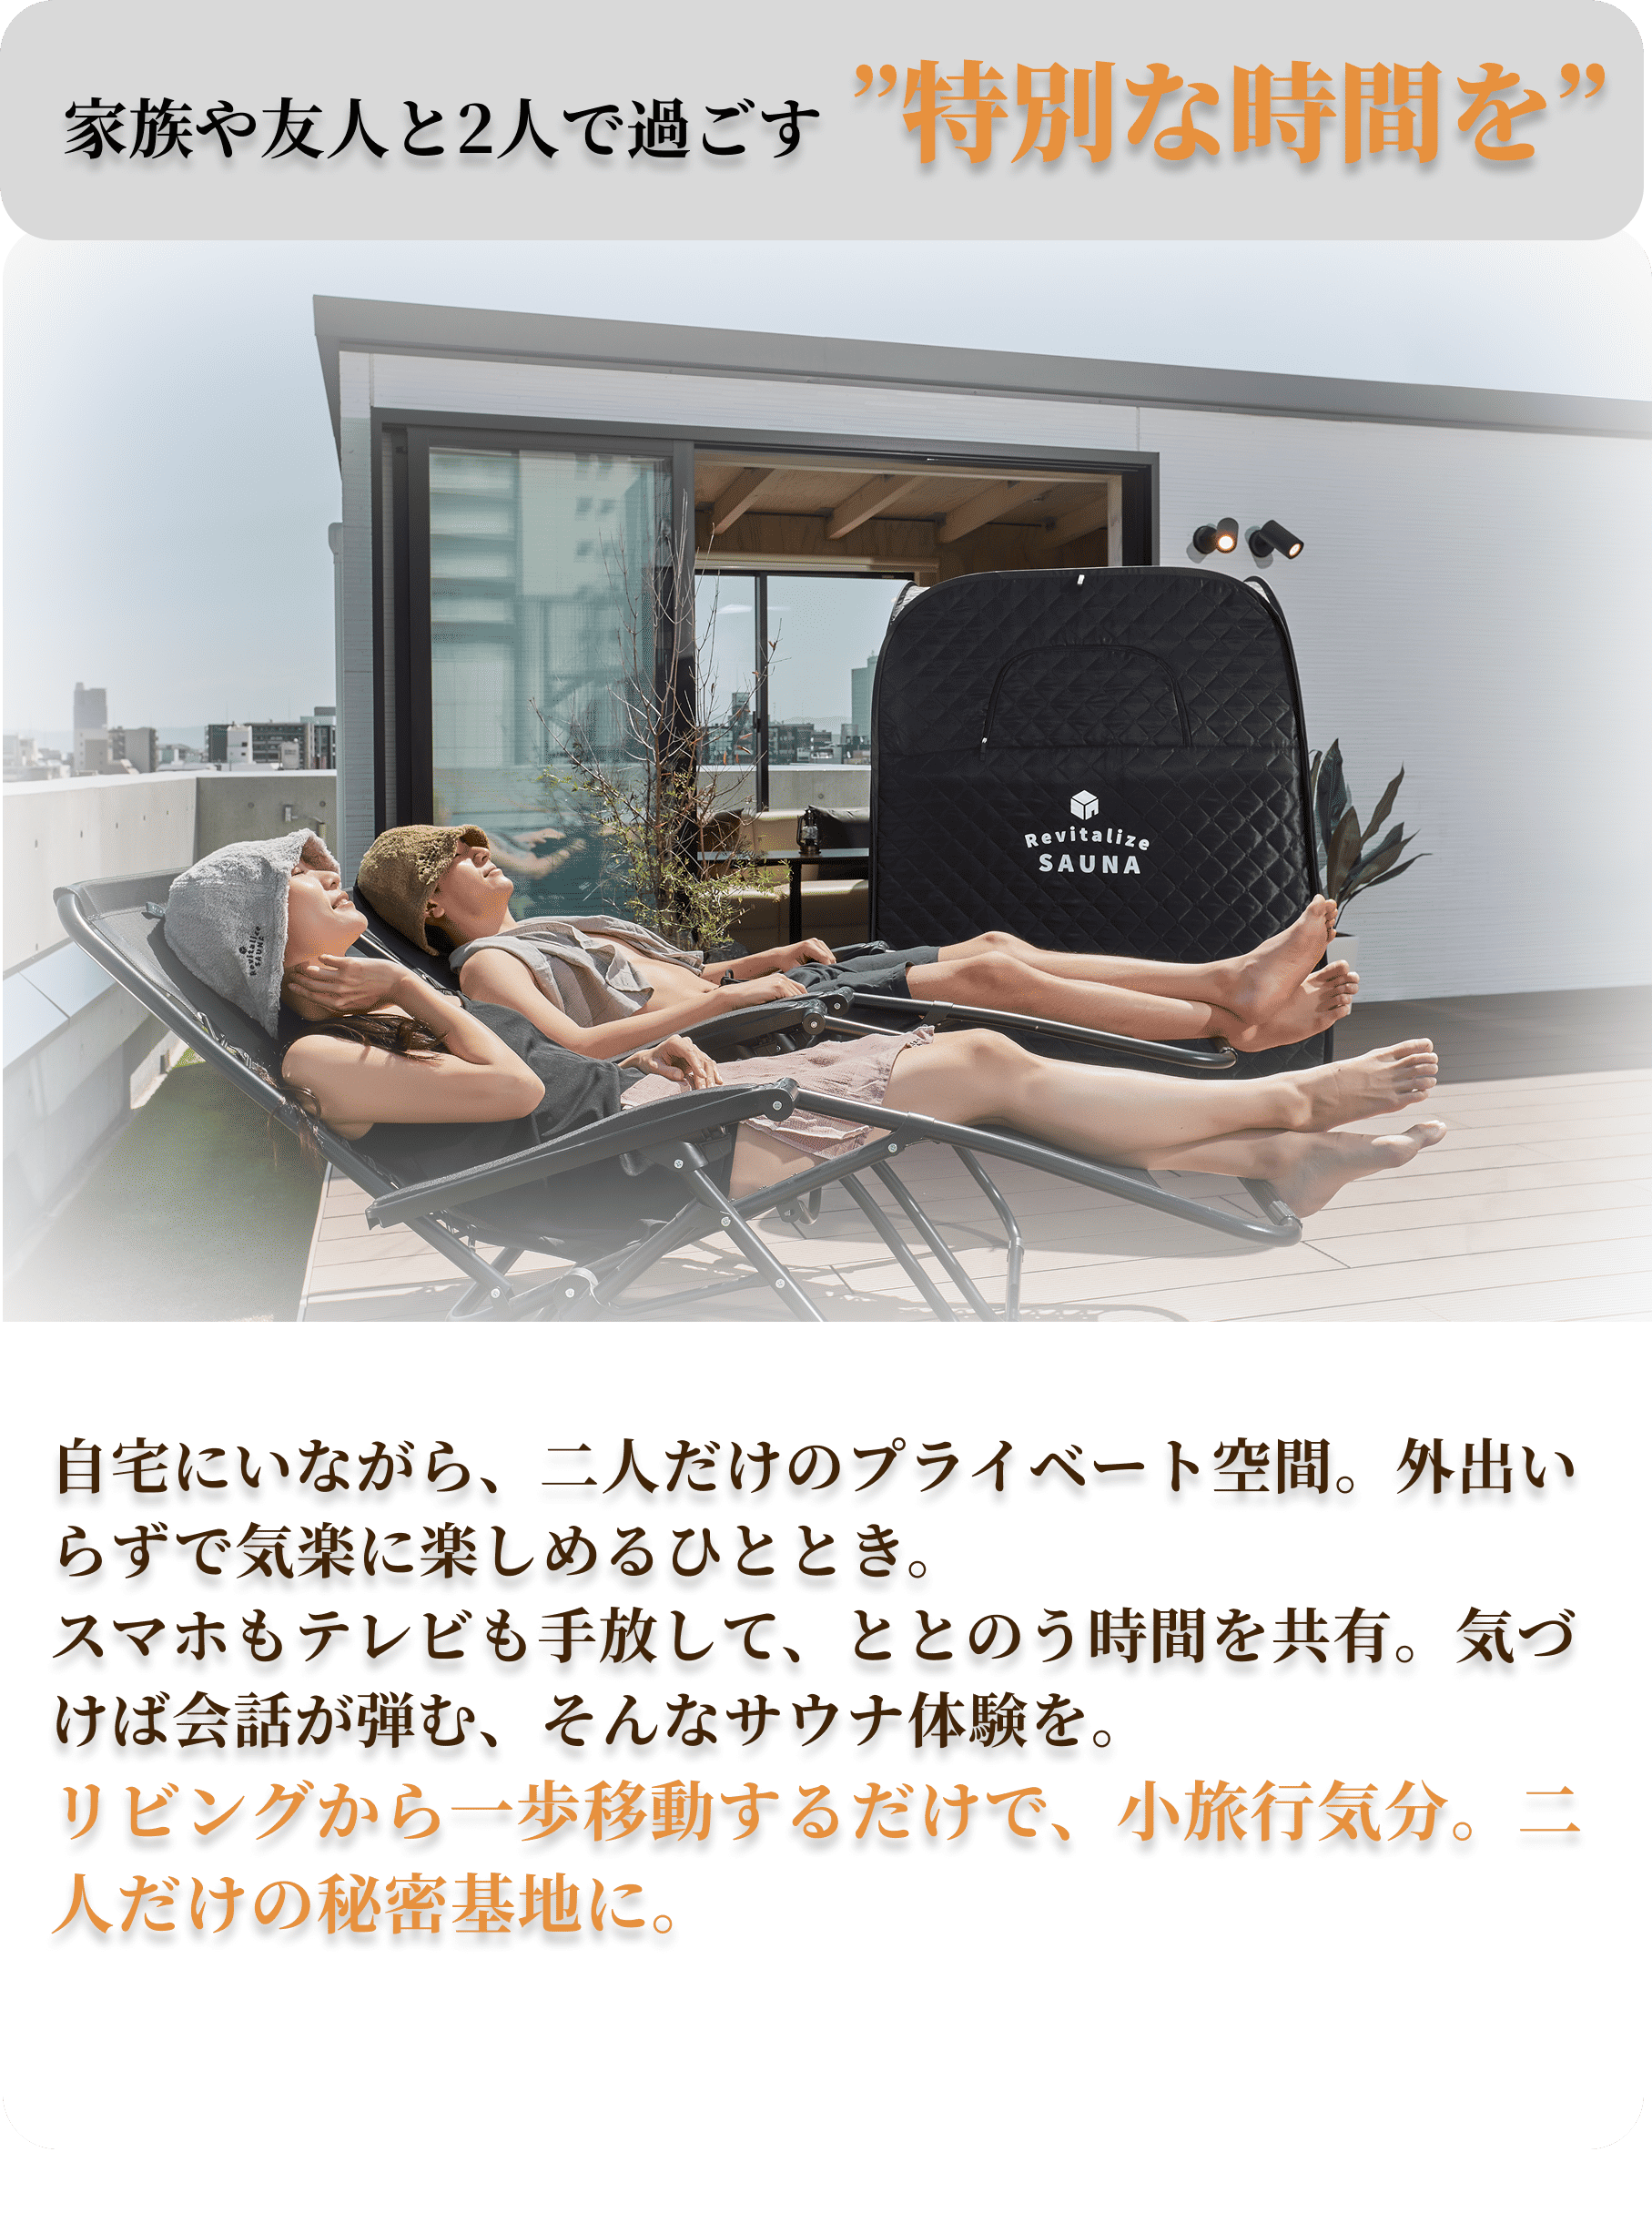 家族や友人と2人で過ごす ”特別な時間を”
Revitalize
SAUNA
Revitalize
SAUNA
自宅にいながら、二人だけのプライベート空間。外出い
らずで気楽に楽しめるひととき。
スマホもテレビも手放して、ととのう時間を共有。気づ
けば会話が弾む、そんなサウナ体験を。
リビングから一歩移動するだけで、小旅行気分。二
人だけの秘密基地に。